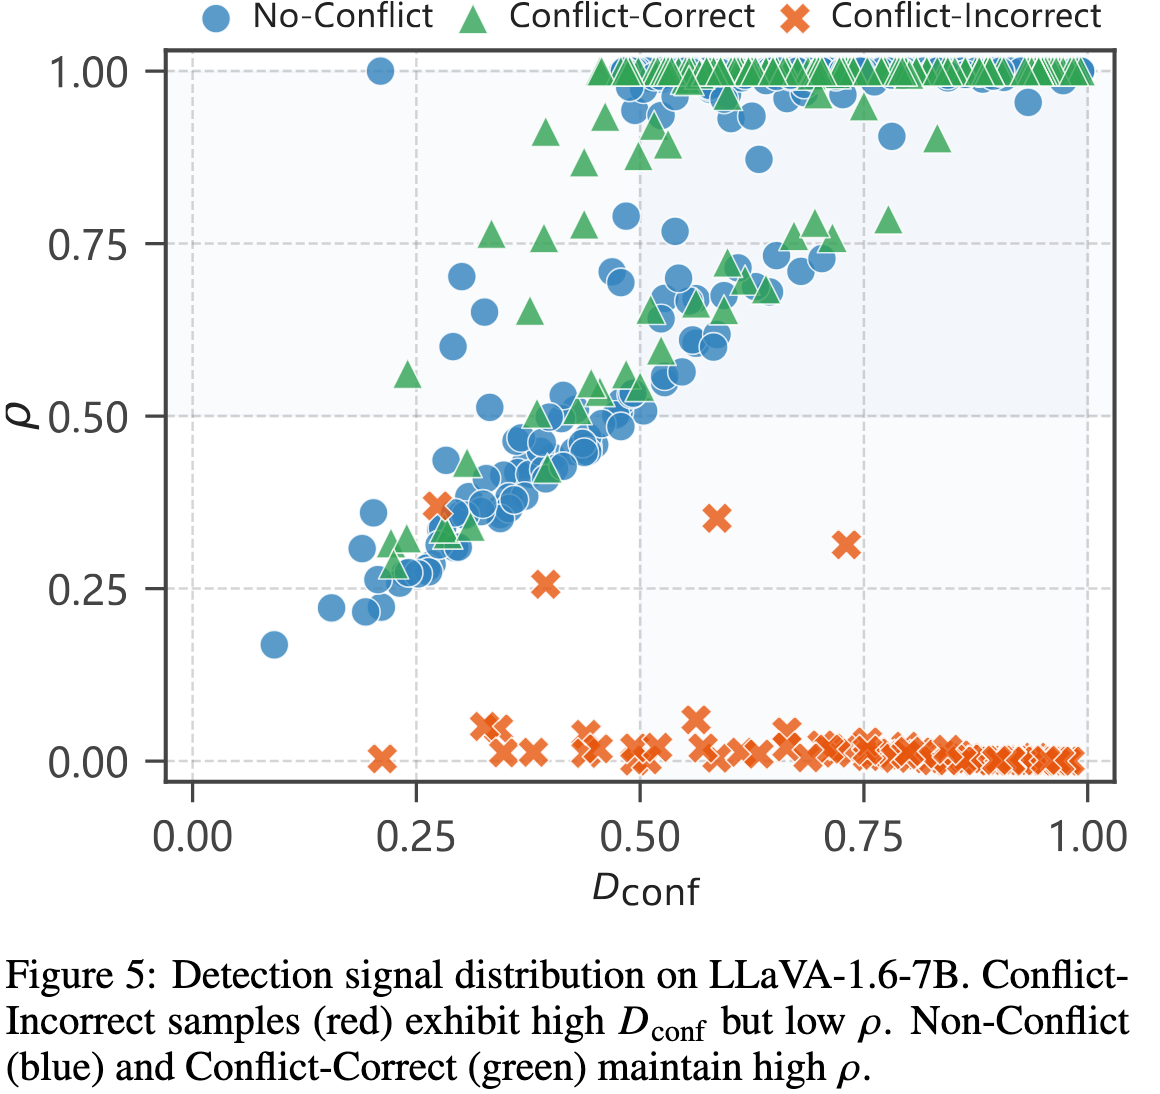 No-Conflict Conflict-Correct Conflict-Incorrect
1.00
0.75
0.50
0.25
0.00
ρ
0.00 0.25 0.50 0.75 1.00
Dconf
Figure 5: Detection signal distribution on LLaVA-1.6-7B. Conflict-
Incorrect samples (red) exhibit high Dconf but low ρ. Non-Conflict
(blue) and Conflict-Correct (green) maintain high ρ.